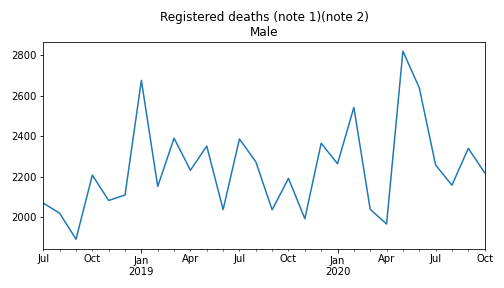 Registered deaths (note 1)(note 2)
Male
2800
2600
2400
2200
2000
Jul Oct Jan Apr Jul Oct Jan Apr Jul Oct
2019 2020